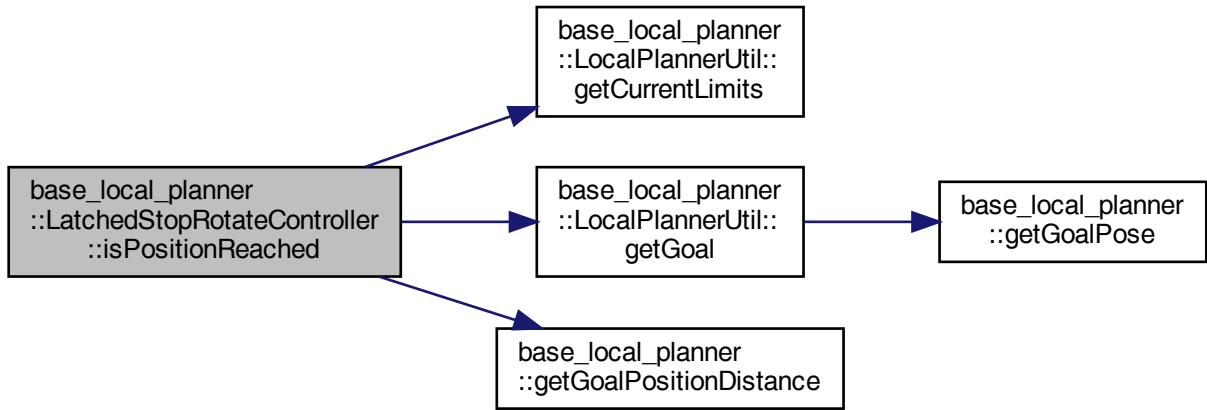 base_local_planner
::LatchedStopRotateController
::isPositionReached
base_local_planner
::LocalPlannerUtil::
getCurrentLimits
base_local_planner
::LocalPlannerUtil::
getGoal
base_local_planner
::getGoalPose
base_local_planner
::getGoalPositionDistance